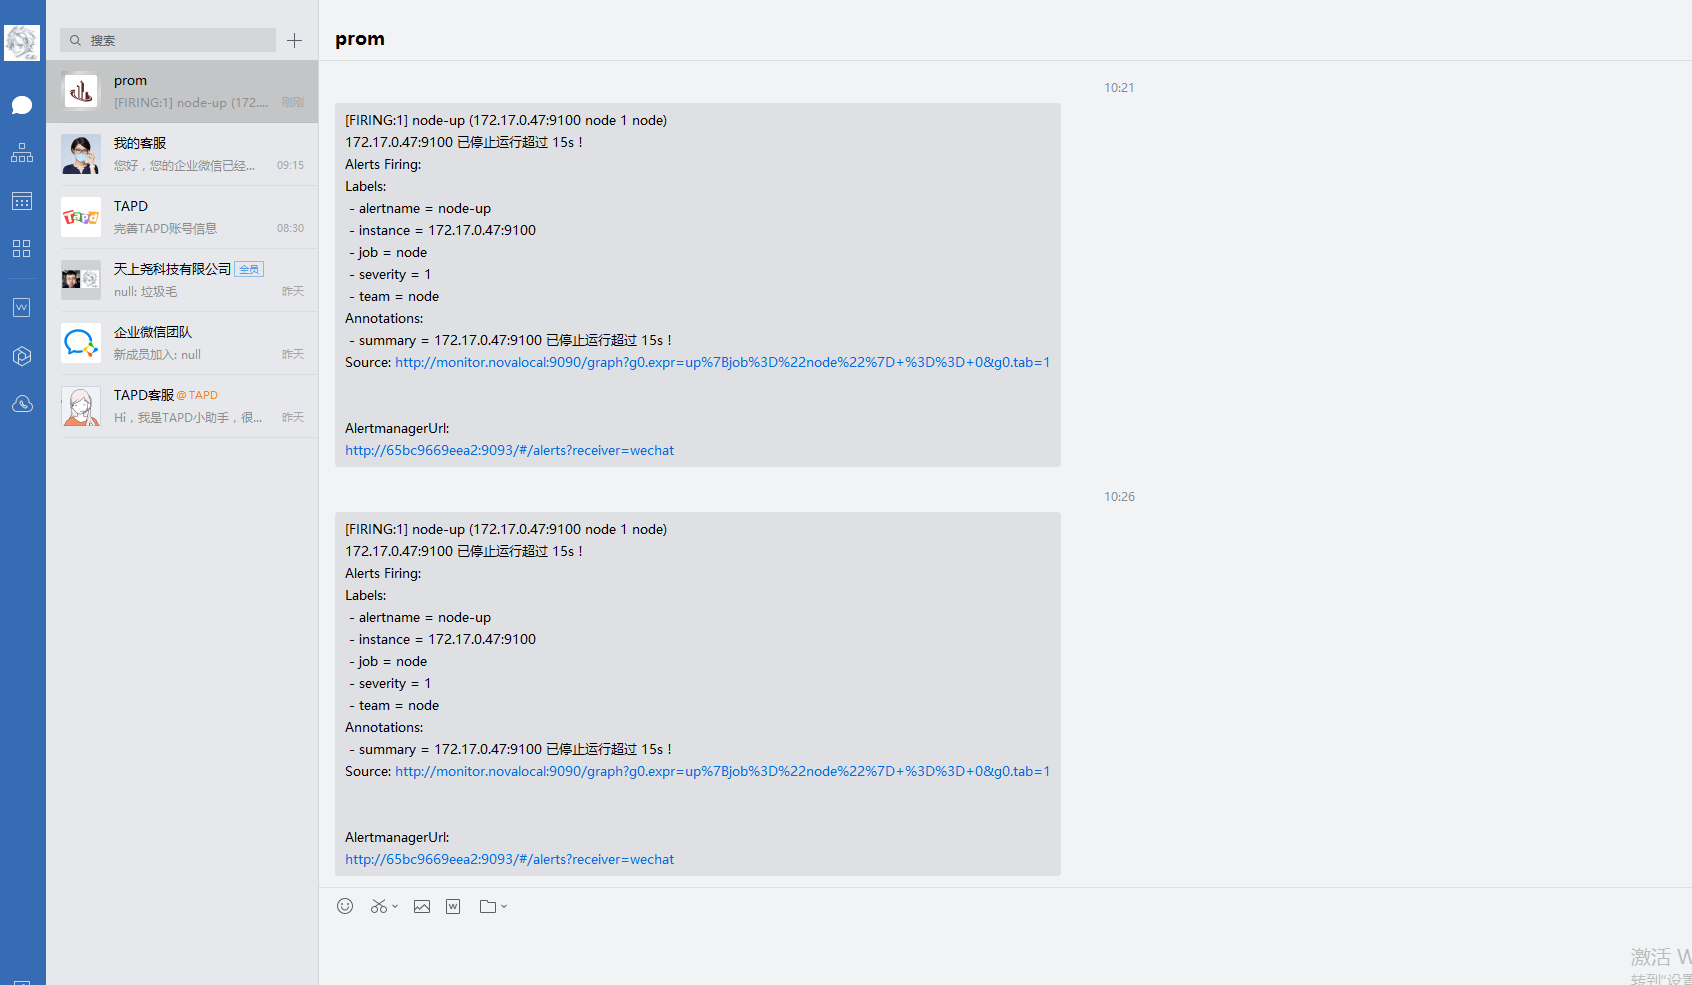 搜索
prom
[FIRING:1] node-up (172.... 刚刚
我的客服
您好，您的企业微信已经... 09:15
TAPD
完善TAPD账号信息 08:30
天上尧科技有限公司 全员
null: 垃圾毛 昨天
企业微信团队
新成员加入: null 昨天
TAPD客服@TAPD
Hi，我是TAPD小助手，很... 昨天
prom
10:21
[FIRING:1] node-up (172.17.0.47:9100 node 1 node)
172.17.0.47:9100 已停止运行超过 15s！
Alerts Firing:
Labels:
- alertname = node-up
- instance = 172.17.0.47:9100
- job = node
- severity = 1
- team = node
Annotations:
- summary = 172.17.0.47:9100 已停止运行超过 15s！
Source: http://monitor.novalocal:9090/graph?g0.expr=up%7Bjob%3D%22node%22%7D+%3D%3D+0&g0.tab=1
AlertmanagerUrl:
http://65bc9669eea2:9093/#/alerts?receiver=wechat
10:26
[FIRING:1] node-up (172.17.0.47:9100 node 1 node)
172.17.0.47:9100 已停止运行超过 15s！
Alerts Firing:
Labels:
- alertname = node-up
- instance = 172.17.0.47:9100
- job = node
- severity = 1
- team = node
Annotations:
- summary = 172.17.0.47:9100 已停止运行超过 15s！
Source: http://monitor.novalocal:9090/graph?g0.expr=up%7Bjob%3D%22node%22%7D+%3D%3D+0&g0.tab=1
AlertmanagerUrl:
http://65bc9669eea2:9093/#/alerts?receiver=wechat
激活 W
转到"设置